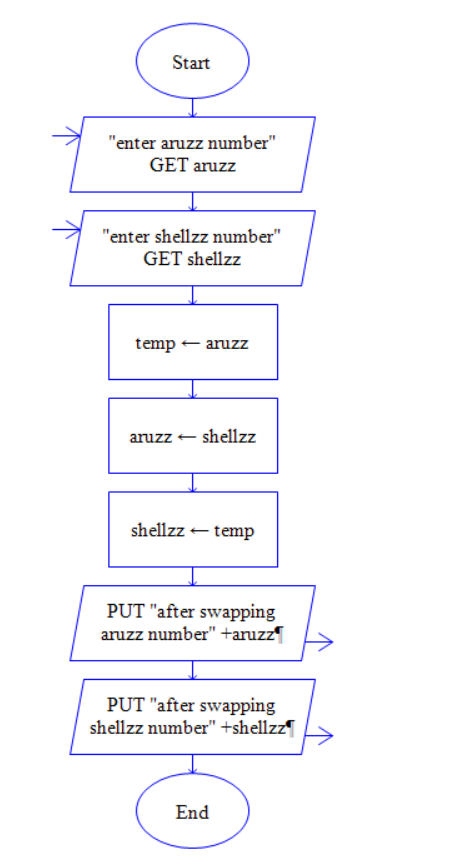 Start
"enter aruzz number"
GET aruzz
"enter shellzz number"
GET shellzz
temp ← aruzz
aruzz ← shellzz
shellzz ← temp
PUT "after swapping
aruzz number" +aruzz¶
PUT "after swapping
shellzz number" +shellzz¶
End